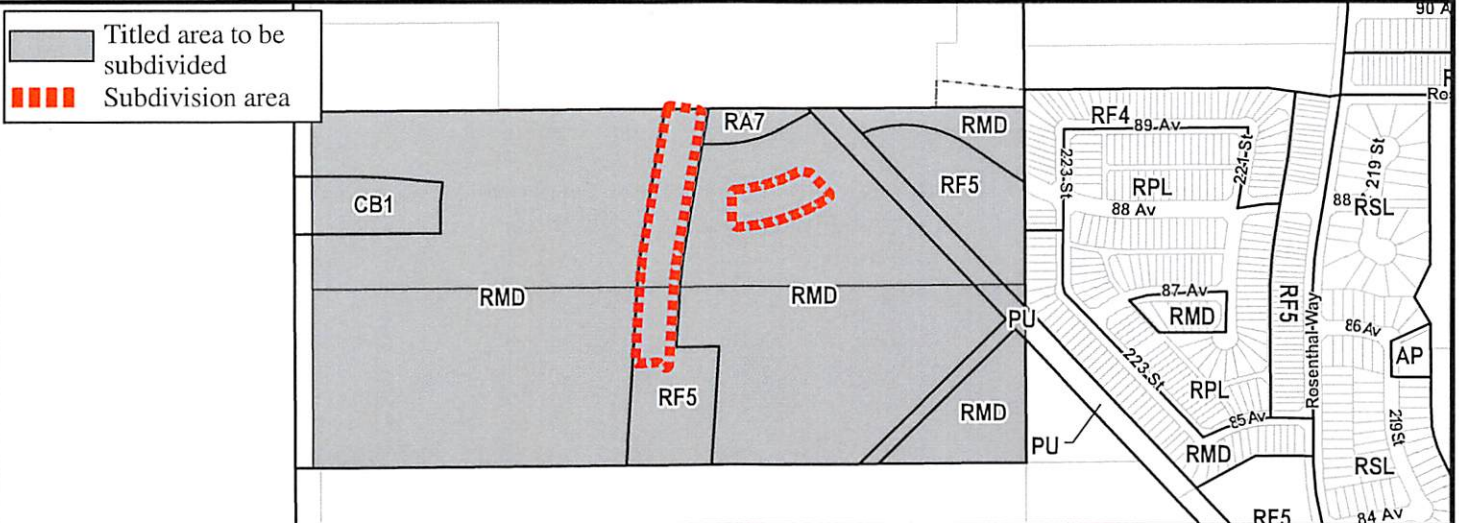 Titled area to be
subdivided
Subdivision area
90 A
Ro
RA7
RMD
RF4
89 Av
223 St
221 St
219 St
RPL
RF5
CB1
88 Av
88
RSL
RMD
RMD
87 Av
RMD
RF5
PU
Rosenthal Way
86 Av
AP
223 St
RPL
RF5
RMD
85 Av
219 St
PU
RMD
RSL
RF5
84 Av